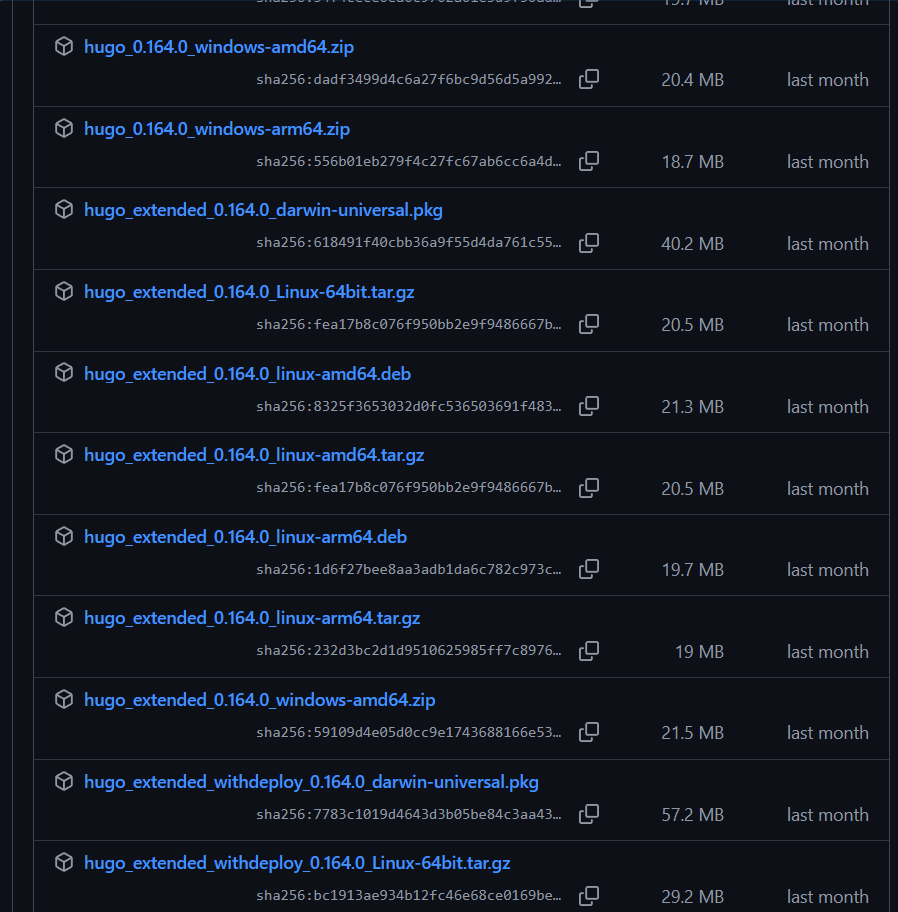 hugo_0.164.0_windows-amd64.zip
sha256:dadf3499d4c6a27f6bc9d56d5a992… 20.4 MB last month
hugo_0.164.0_windows-arm64.zip
sha256:556b01eb279f4c27fc67ab6cc6a4d… 18.7 MB last month
hugo_extended_0.164.0_darwin-universal.pkg
sha256:618491f40cbb36a9f55d4da761c55… 40.2 MB last month
hugo_extended_0.164.0_Linux-64bit.tar.gz
sha256:fea17b8c076f950bb2e9f9486667b… 20.5 MB last month
hugo_extended_0.164.0_linux-amd64.deb
sha256:8325f3653032d0fc536503691f483… 21.3 MB last month
hugo_extended_0.164.0_linux-amd64.tar.gz
sha256:fea17b8c076f950bb2e9f9486667b… 20.5 MB last month
hugo_extended_0.164.0_linux-arm64.deb
sha256:1d6f27bee8aa3adb1da6c782c973c… 19.7 MB last month
hugo_extended_0.164.0_linux-arm64.tar.gz
sha256:232d3bc2d1d9510625985ff7c8976… 19 MB last month
hugo_extended_0.164.0_windows-amd64.zip
sha256:59109d4e05d0cc9e1743688166e53… 21.5 MB last month
hugo_extended_withdeploy_0.164.0_darwin-universal.pkg
sha256:7783c1019d4643d3b05be84c3aa43… 57.2 MB last month
hugo_extended_withdeploy_0.164.0_Linux-64bit.tar.gz
sha256:bc1913ae934b12fc46e68ce0169be… 29.2 MB last month